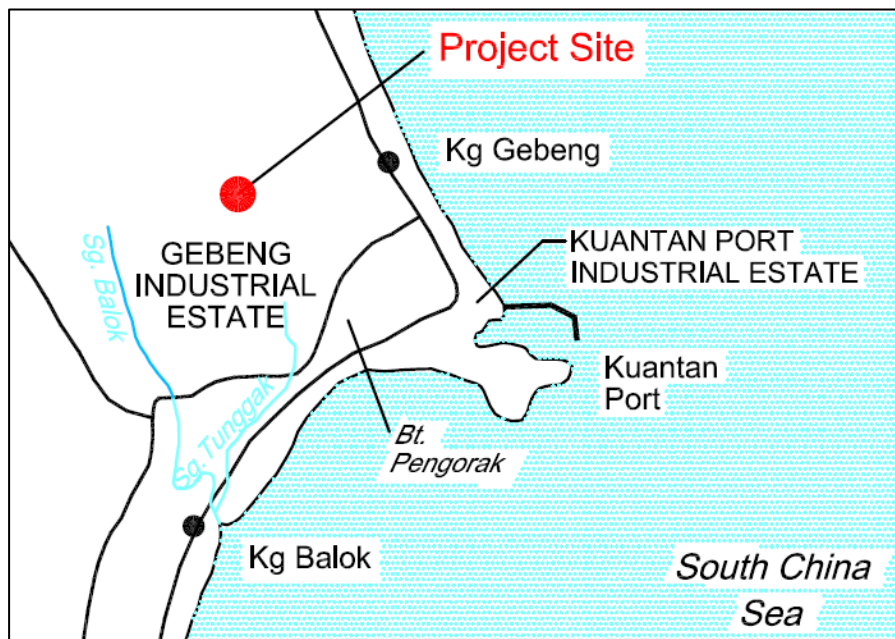 Project Site
Kg Gebeng
Sg. Balok
GEBENG
INDUSTRIAL
ESTATE
KUANTAN PORT
INDUSTRIAL ESTATE
Kuantan
Port
Sg.Tunggak
Bt.
Pengorak
Kg Balok
South China
Sea